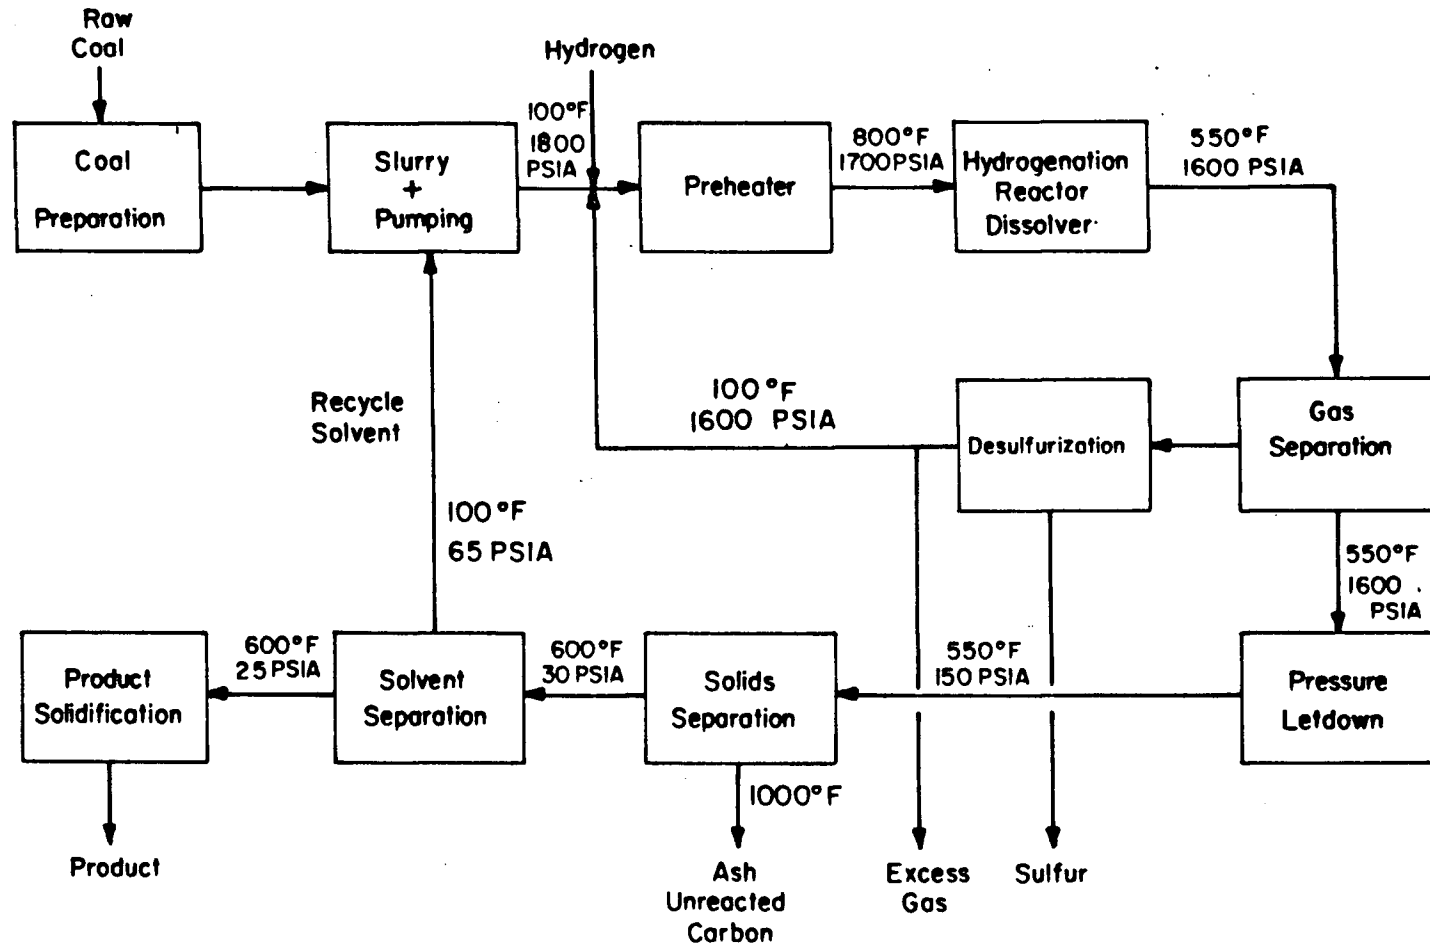 Raw
Coal
Hydrogen
Coal
Preparation
Slurry
+
Pumping
100°F
1800
PSIA
Preheater
800°F
1700PSIA
Hydrogenation
Reactor
Dissolver
550°F
1600 PSIA
Recycle
Solvent
100°F
1600 PSIA
Desulfurization
Gas
Separation
100°F
65 PSIA
550°F
1600
PSIA
Product
Solidification
600°F
25 PSIA
Solvent
Separation
600°F
30 PSIA
Solids
Separation
550°F
150 PSIA
Pressure
Letdown
1000°F
Product
Ash
Unreacted
Carbon
Excess
Gas
Sulfur